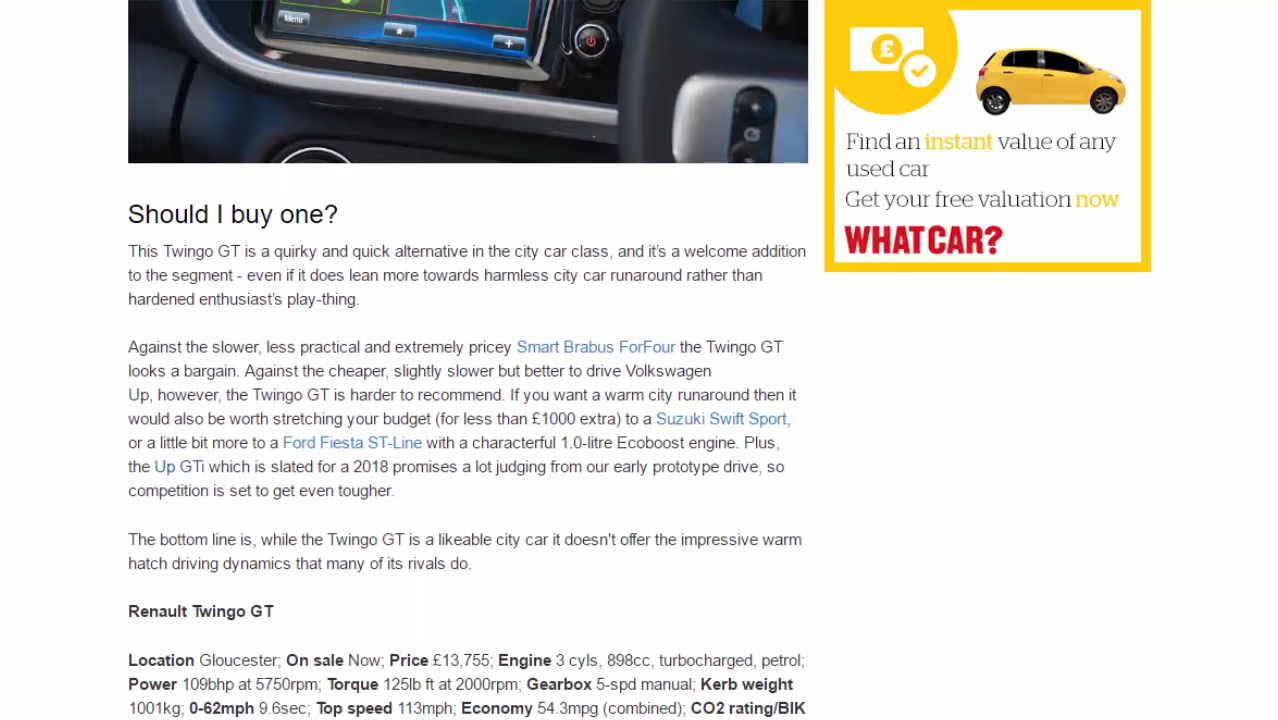 Menu
Should I buy one?
This Twingo GT is a quirky and quick alternative in the city car class, and it's a welcome addition
to the segment - even if it does lean more towards harmless city car runaround rather than
hardened enthusiast's play-thing.
Against the slower, less practical and extremely pricey Smart Brabus ForFour the Twingo GT
looks a bargain. Against the cheaper, slightly slower but better to drive Volkswagen
Up, however, the Twingo GT is harder to recommend. If you want a warm city runaround then it
would also be worth stretching your budget (for less than £1000 extra) to a Suzuki Swift Sport,
or a little bit more to a Ford Fiesta ST-Line with a characterful 1.0-litre Ecoboost engine. Plus,
the Up GTi which is slated for a 2018 promises a lot judging from our early prototype drive, so
competition is set to get even tougher.
The bottom line is, while the Twingo GT is a likeable city car it doesn't offer the impressive warm
hatch driving dynamics that many of its rivals do.
Renault Twingo GT
Location Gloucester; On sale Now; Price £13,755; Engine 3 cyls, 898cc, turbocharged, petrol;
Power 109bhp at 5750rpm; Torque 125lb ft at 2000rpm; Gearbox 5-spd manual; Kerb weight
1001kg; 0-62mph 9.6sec; Top speed 113mph; Economy 54.3mpg (combined); CO2 rating/BIK
£
Find an instant value of any
used car
Get your free valuation now
WHATCAR?